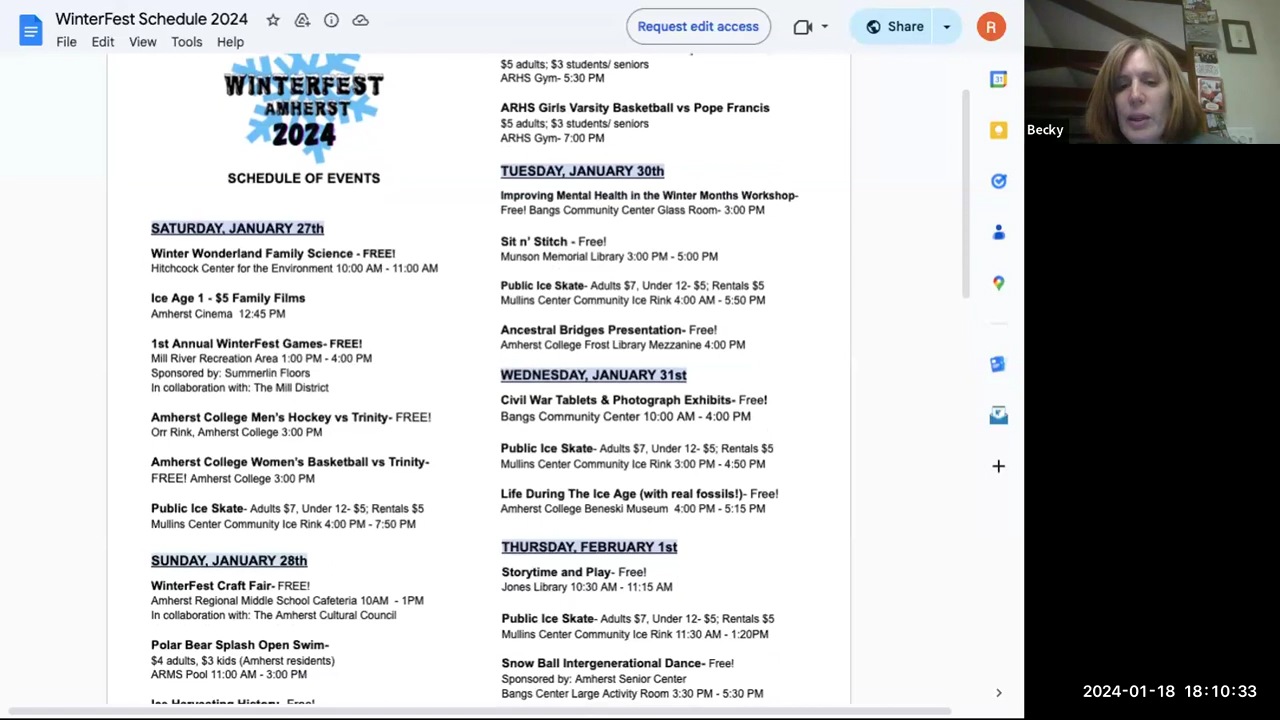 WinterFest Schedule 2024
File Edit View Tools Help
Request edit access
Share
R
31
WINTERFEST
AMHERST
2024
SCHEDULE OF EVENTS
SATURDAY, JANUARY 27th
Winter Wonderland Family Science - FREE!
Hitchcock Center for the Environment 10:00 AM - 11:00 AM
Ice Age 1 - $5 Family Films
Amherst Cinema 12:45 PM
1st Annual WinterFest Games- FREE!
Mill River Recreation Area 1:00 PM - 4:00 PM
Sponsored by: Summerlin Floors
In collaboration with: The Mill District
Amherst College Men's Hockey vs Trinity- FREE!
Orr Rink, Amherst College 3:00 PM
Amherst College Women's Basketball vs Trinity-
FREE! Amherst College 3:00 PM
Public Ice Skate- Adults $7, Under 12- $5; Rentals $5
Mullins Center Community Ice Rink 4:00 PM - 7:50 PM
SUNDAY, JANUARY 28th
WinterFest Craft Fair- FREE!
Amherst Regional Middle School Cafeteria 10AM - 1PM
In collaboration with: The Amherst Cultural Council
Polar Bear Splash Open Swim-
$4 adults, $3 kids (Amherst residents)
ARMS Pool 11:00 AM - 3:00 PM
Ice Harvesting History- Free!
$5 adults; $3 students/ seniors
ARHS Gym- 5:30 PM
ARHS Girls Varsity Basketball vs Pope Francis
$5 adults; $3 students/ seniors
ARHS Gym- 7:00 PM
TUESDAY, JANUARY 30th
Improving Mental Health in the Winter Months Workshop-
Free! Bangs Community Center Glass Room- 3:00 PM
Sit n' Stitch - Free!
Munson Memorial Library 3:00 PM - 5:00 PM
Public Ice Skate- Adults $7, Under 12- $5; Rentals $5
Mullins Center Community Ice Rink 4:00 AM - 5:50 PM
Ancestral Bridges Presentation- Free!
Amherst College Frost Library Mezzanine 4:00 PM
WEDNESDAY, JANUARY 31st
Civil War Tablets & Photograph Exhibits- Free!
Bangs Community Center 10:00 AM - 4:00 PM
Public Ice Skate- Adults $7, Under 12- $5; Rentals $5
Mullins Center Community Ice Rink 3:00 PM - 4:50 PM
Life During The Ice Age (with real fossils!)- Free!
Amherst College Beneski Museum 4:00 PM - 5:15 PM
THURSDAY, FEBRUARY 1st
Storytime and Play- Free!
Jones Library 10:30 AM - 11:15 AM
Public Ice Skate- Adults $7, Under 12- $5; Rentals $5
Mullins Center Community Ice Rink 11:30 AM - 1:20PM
Snow Ball Intergenerational Dance- Free!
Sponsored by: Amherst Senior Center
Bangs Center Large Activity Room 3:30 PM - 5:30 PM
Becky
2024-01-18 18:10:33